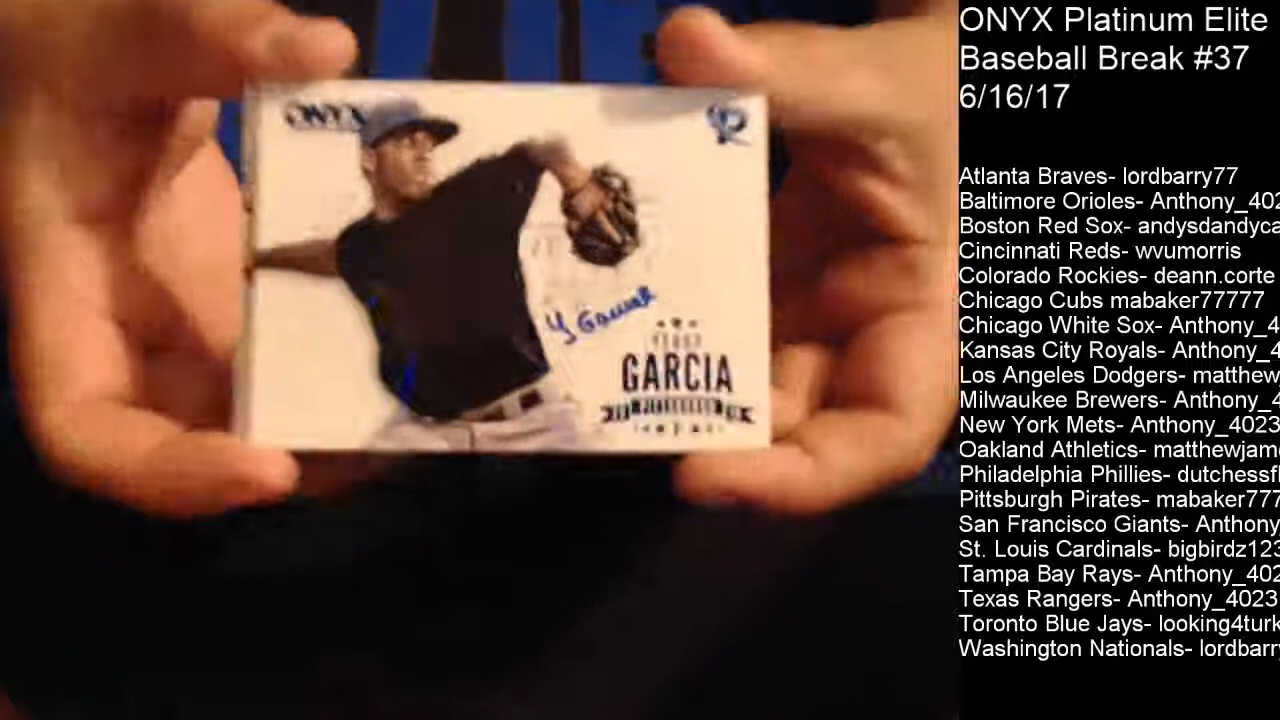 ONYX Platinum Elite
Baseball Break #37
6/16/17
Atlanta Braves- lordbarry77
Baltimore Orioles- Anthony_402
Boston Red Sox- andysdandyca
Cincinnati Reds- wvumorris
Colorado Rockies- deann.corte
Chicago Cubs mabaker77777
Chicago White Sox- Anthony_4
Kansas City Royals- Anthony_4
Los Angeles Dodgers- matthew
Milwaukee Brewers- Anthony_4
New York Mets- Anthony_4023
Oakland Athletics- matthewjam
Philadelphia Phillies- dutchessfl
Pittsburgh Pirates- mabaker777
San Francisco Giants- Anthony
St. Louis Cardinals- bigbirdz123
Tampa Bay Rays- Anthony_402
Texas Rangers- Anthony_4023
Toronto Blue Jays- looking4turk
Washington Nationals- lordbarry
ONYX
Y Garcia
GARCIA
PITTSBURGH